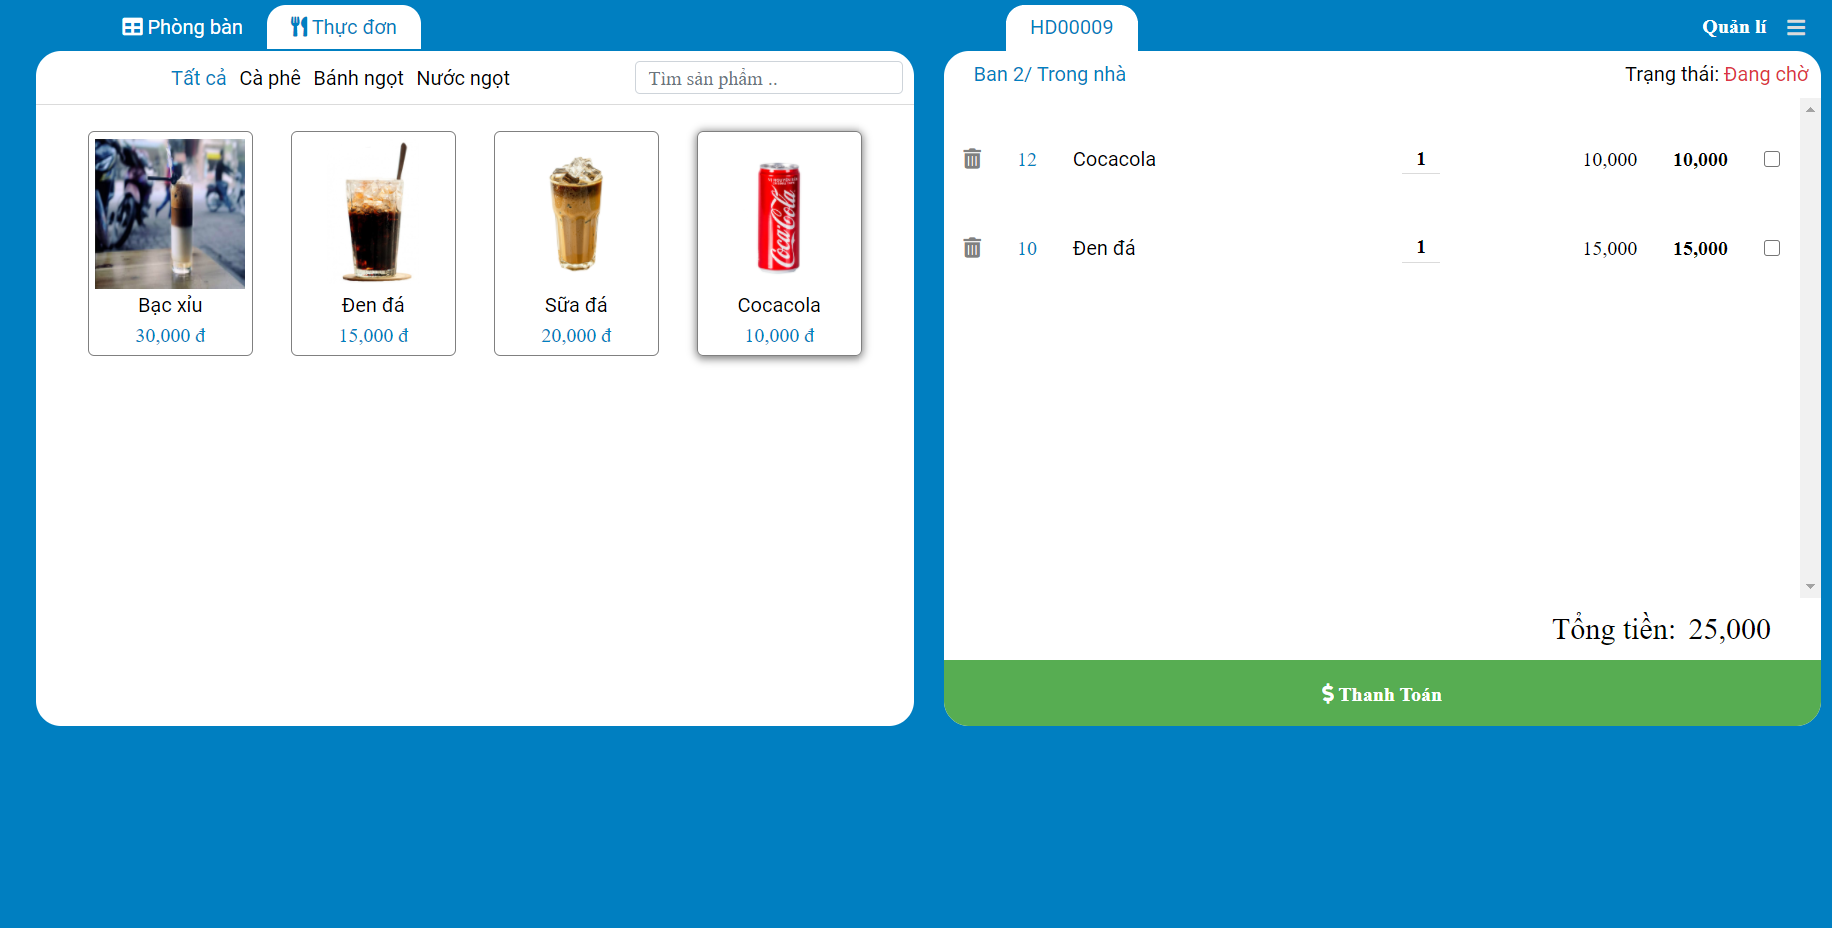 Phòng bàn
Thực đơn
HD00009
Quản lí
Tất cả Cà phê Bánh ngọt Nước ngọt
Tìm sản phẩm ..
Bạc xỉu
30,000 đ
Đen đá
15,000 đ
Sữa đá
20,000 đ
Coca-Cola
Cocacola
10,000 đ
Ban 2/ Trong nhà
Trạng thái: Đang chờ
12 Cocacola 1 10,000 10,000
10 Đen đá 1 15,000 15,000
Tổng tiền: 25,000
$ Thanh Toán